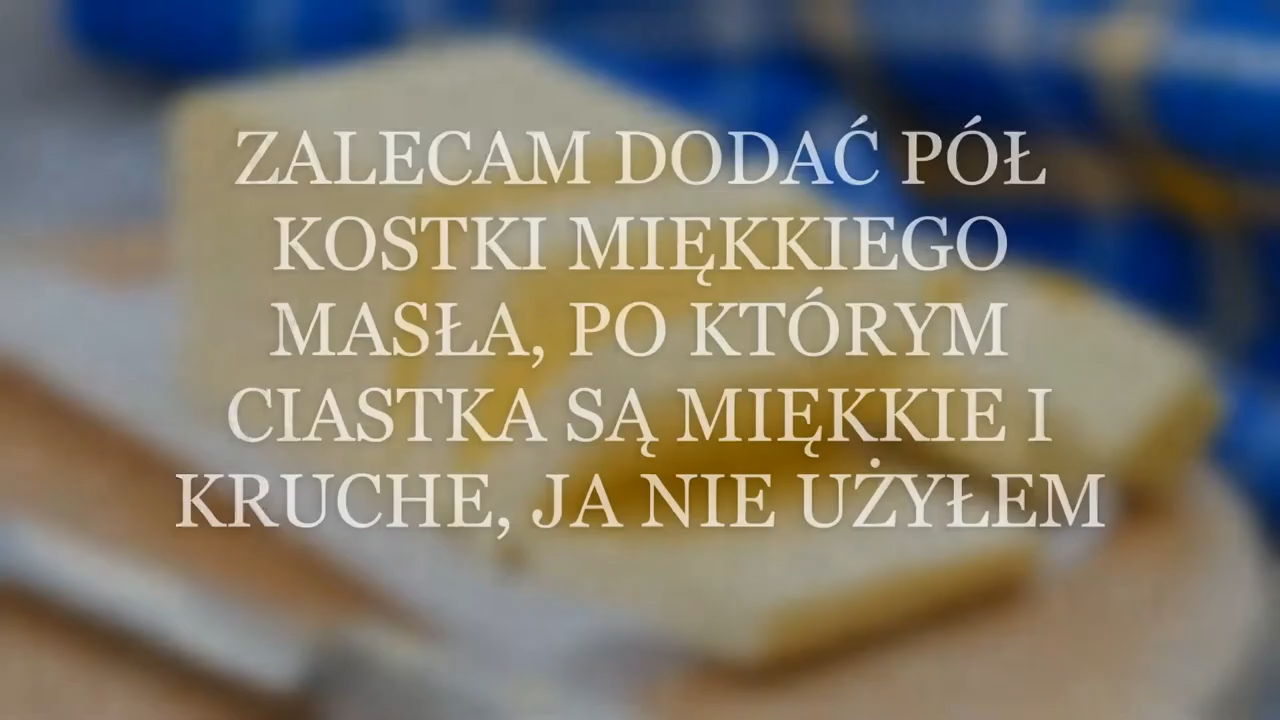 ZALECAM DODAĆ PÓŁ
KOSTKI MIĘKKIEGO
MASŁA, PO KTÓRYM
CIASTKA SĄ MIĘKKIE I
KRUCHE, JA NIE UŻYŁEM